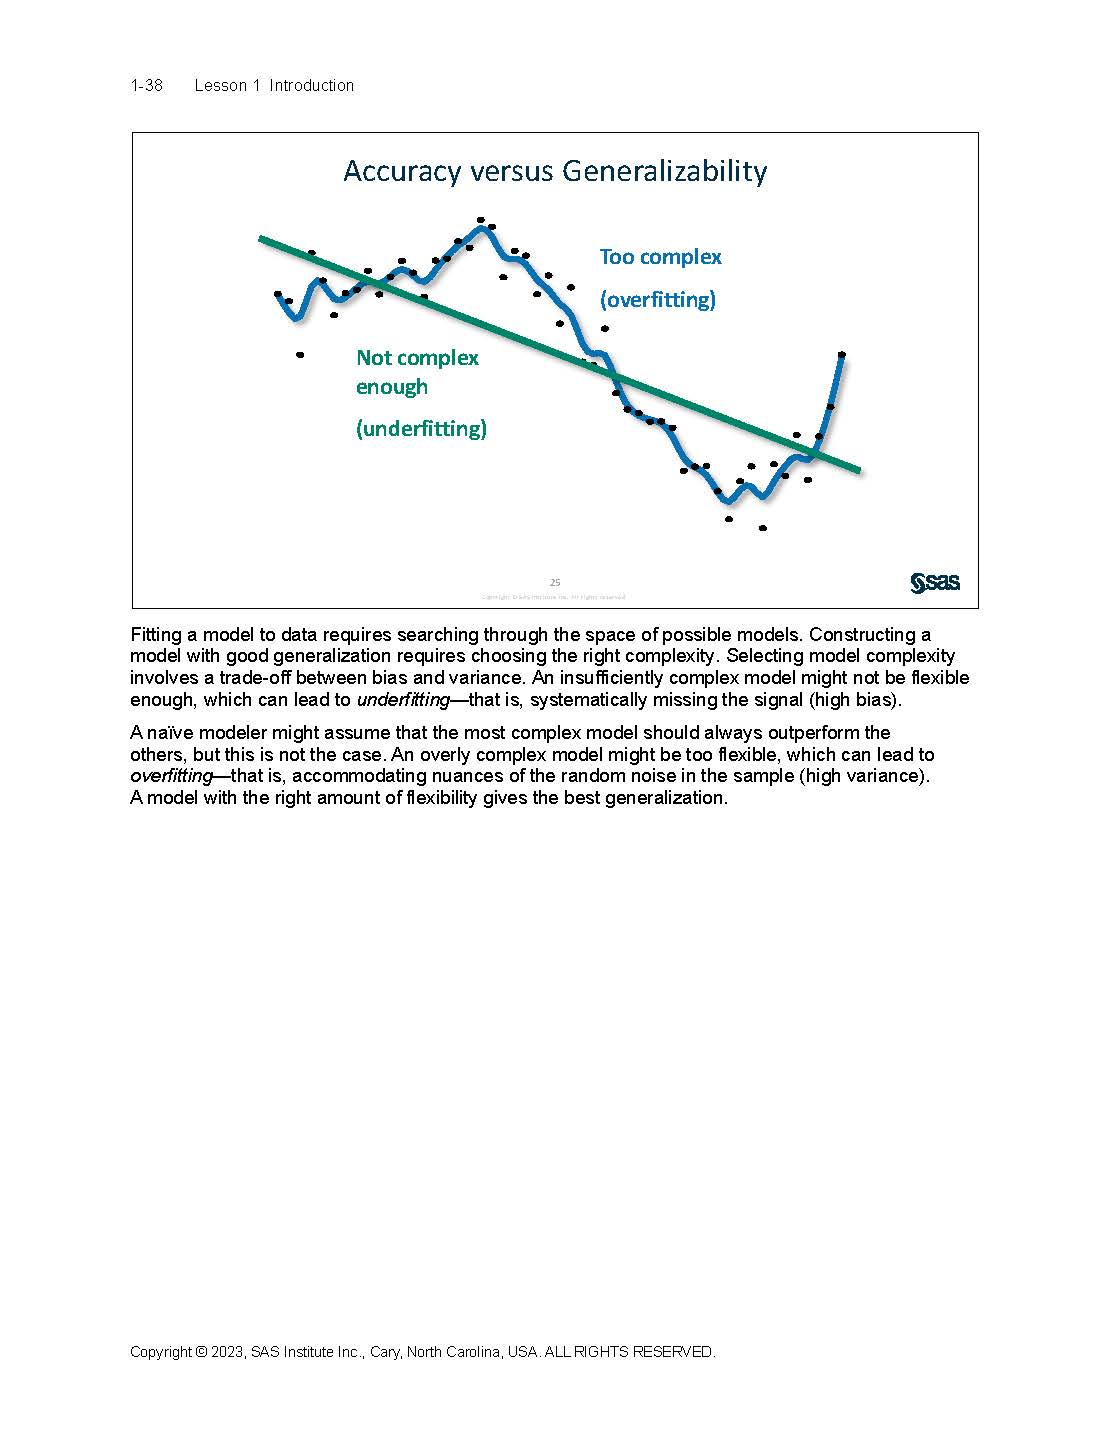 1-38 Lesson 1 Introduction
Accuracy versus Generalizability
Too complex
(overfitting)
Not complex
enough
(underfitting)
25
Copyright © SAS Institute Inc. All rights reserved.
sas
Fitting a model to data requires searching through the space of possible models. Constructing a
model with good generalization requires choosing the right complexity. Selecting model complexity
involves a trade-off between bias and variance. An insufficiently complex model might not be flexible
enough, which can lead to underfitting—that is, systematically missing the signal (high bias).
A naïve modeler might assume that the most complex model should always outperform the
others, but this is not the case. An overly complex model might be too flexible, which can lead to
overfitting—that is, accommodating nuances of the random noise in the sample (high variance).
A model with the right amount of flexibility gives the best generalization.
Copyright © 2023, SAS Institute Inc., Cary, North Carolina, USA. ALL RIGHTS RESERVED.